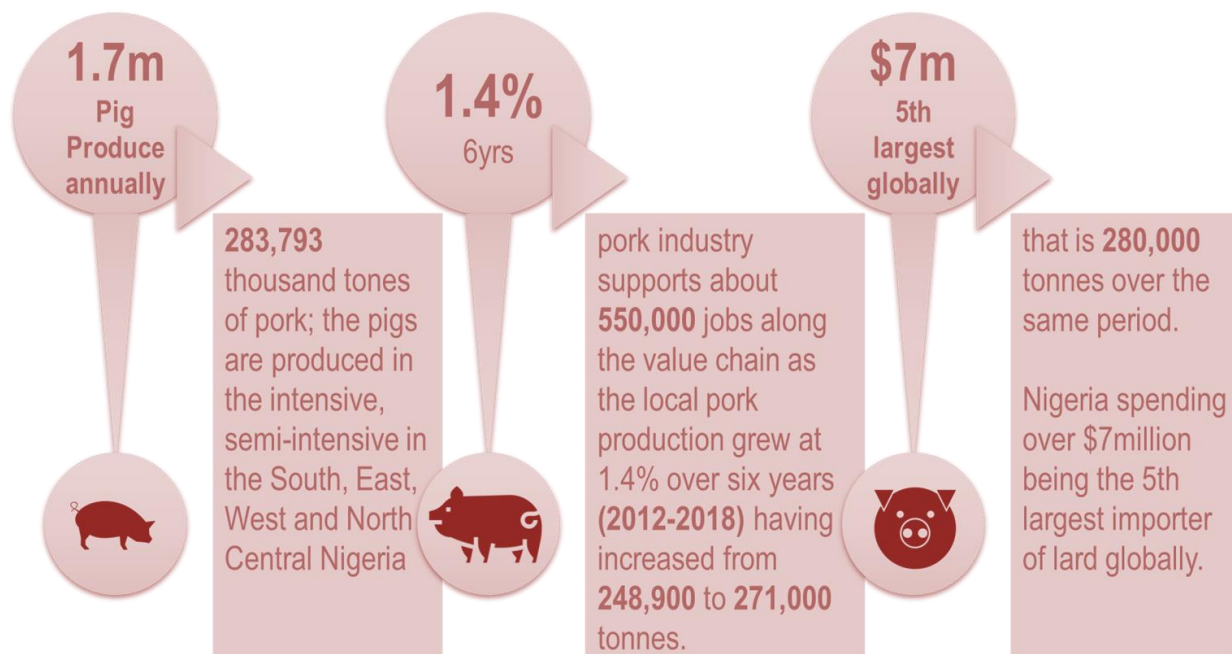 1.7m
Pig
Produce
annually
283,793
thousand tones
of pork; the pigs
are produced in
the intensive,
semi-intensive in
the South, East,
West and North
Central Nigeria
1.4%
6yrs
pork industry
supports about
550,000 jobs along
the value chain as
the local pork
production grew at
1.4% over six years
(2012-2018) having
increased from
248,900 to 271,000
tonnes.
$7m
5th
largest
globally
that is 280,000
tonnes over the
same period.
Nigeria spending
over $7million
being the 5th
largest importer
of lard globally.